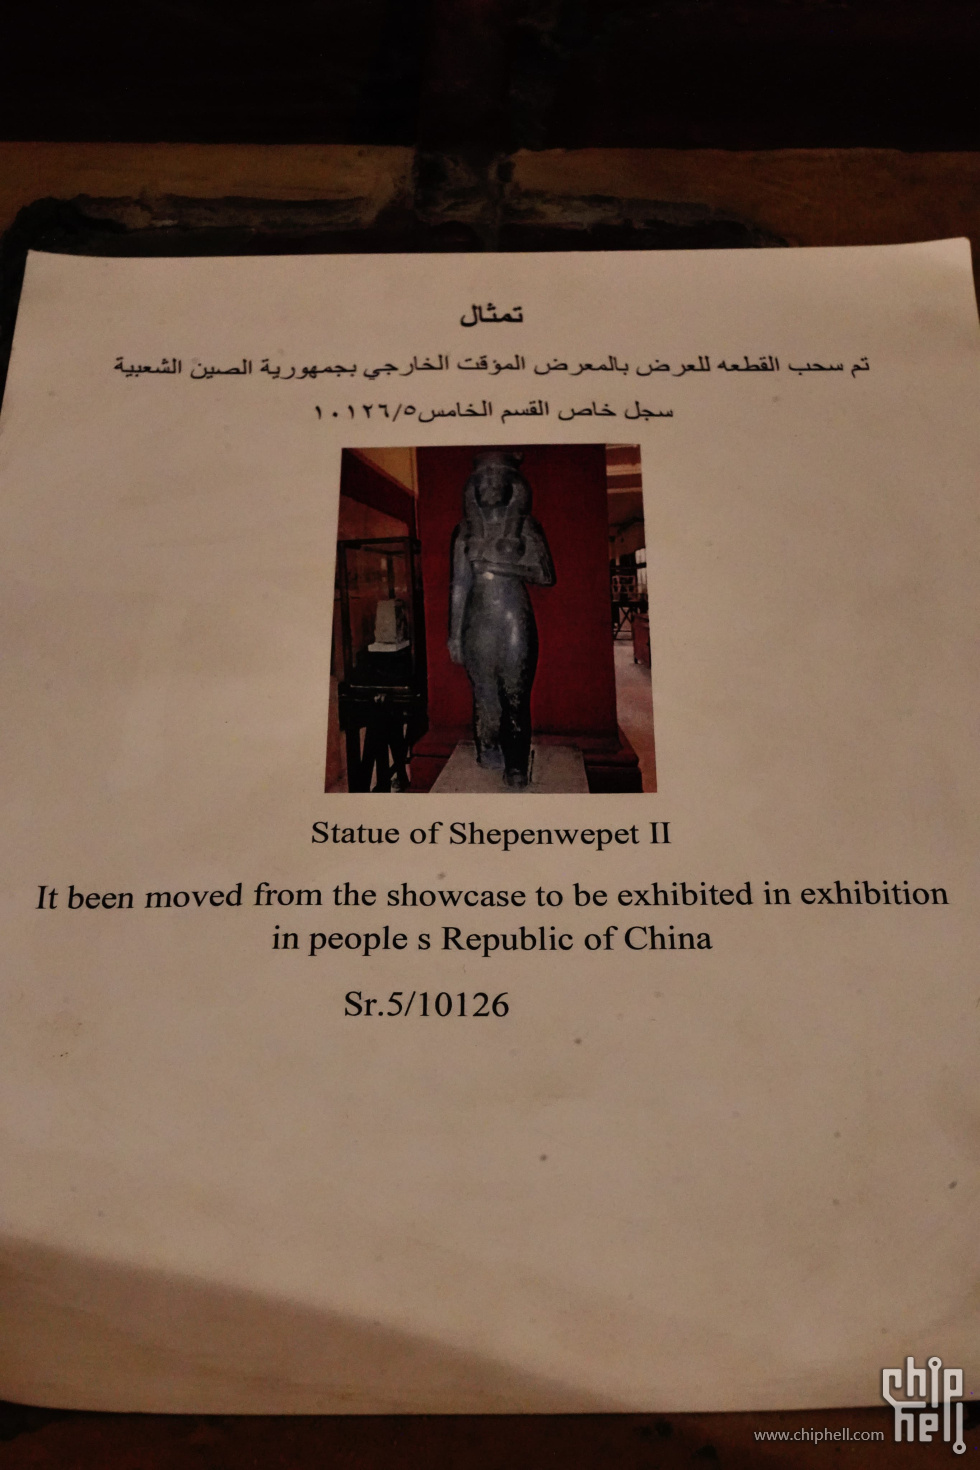 تمثال
تم سحب القطعه للعرض بالمعرض المؤقت الخارجي بجمهورية الصين الشعبية
سجل خاص القسم الخامس١٠١٢٦/٥
Statue of Shepenwepet II
It been moved from the showcase to be exhibited in exhibition
in people s Republic of China
Sr.5/10126
chip
hell
www.chiphell.com